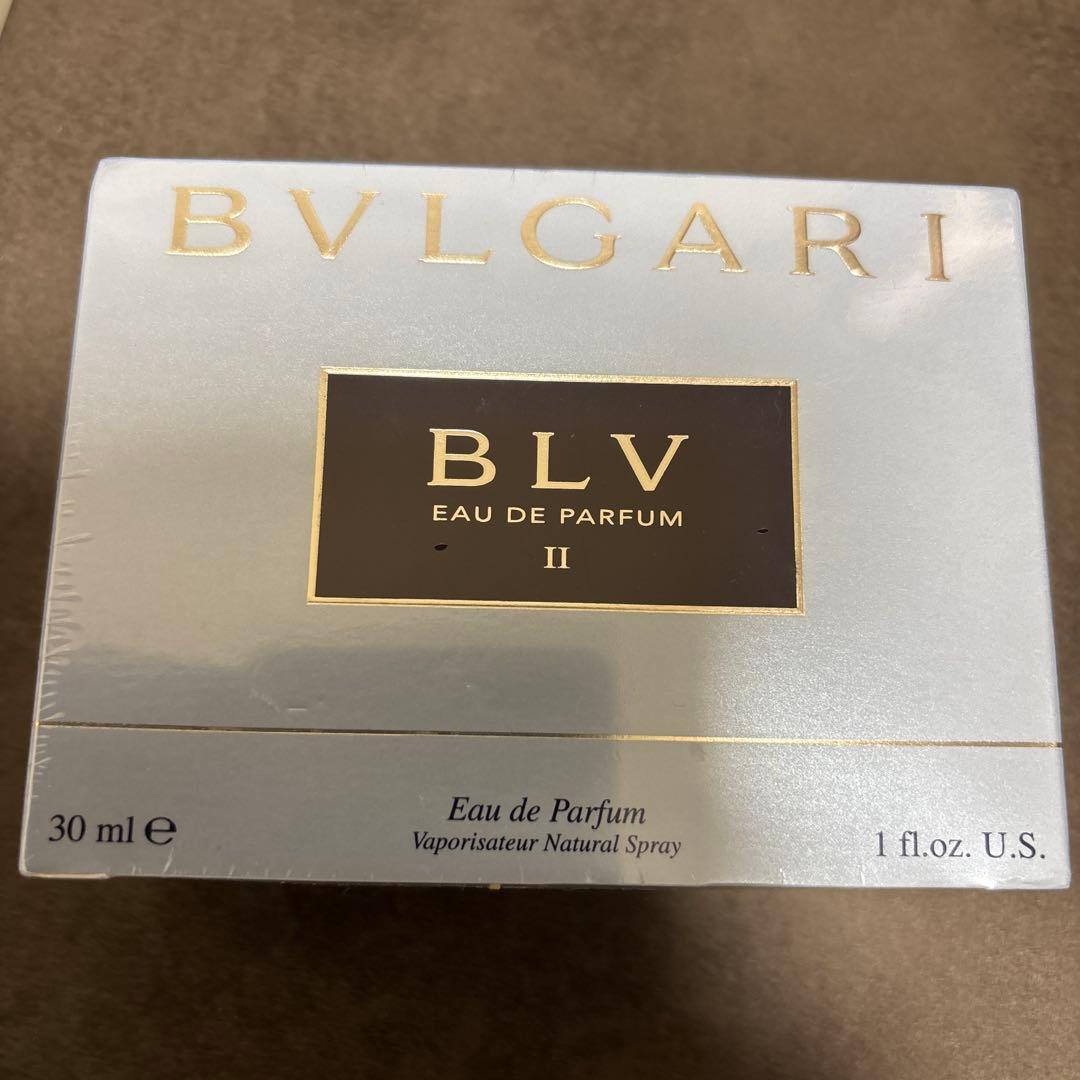 BVLGARI
BLV
EAU DE PARFUM
II
Eau de Parfum
Vaporisateur Natural Spray
30 ml ℮
1 fl.oz. U.S.